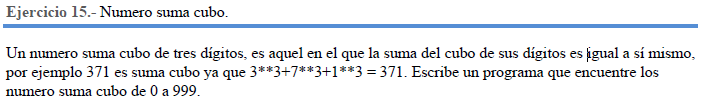 Ejercicio 15.- Numero suma cubo.
Un numero suma cubo de tres dígitos, es aquel en el que la suma del cubo de sus dígitos es igual a sí mismo,
por ejemplo 371 es suma cubo ya que 3**3+7**3+1**3 = 371. Escribe un programa que encuentre los
numero suma cubo de 0 a 999.